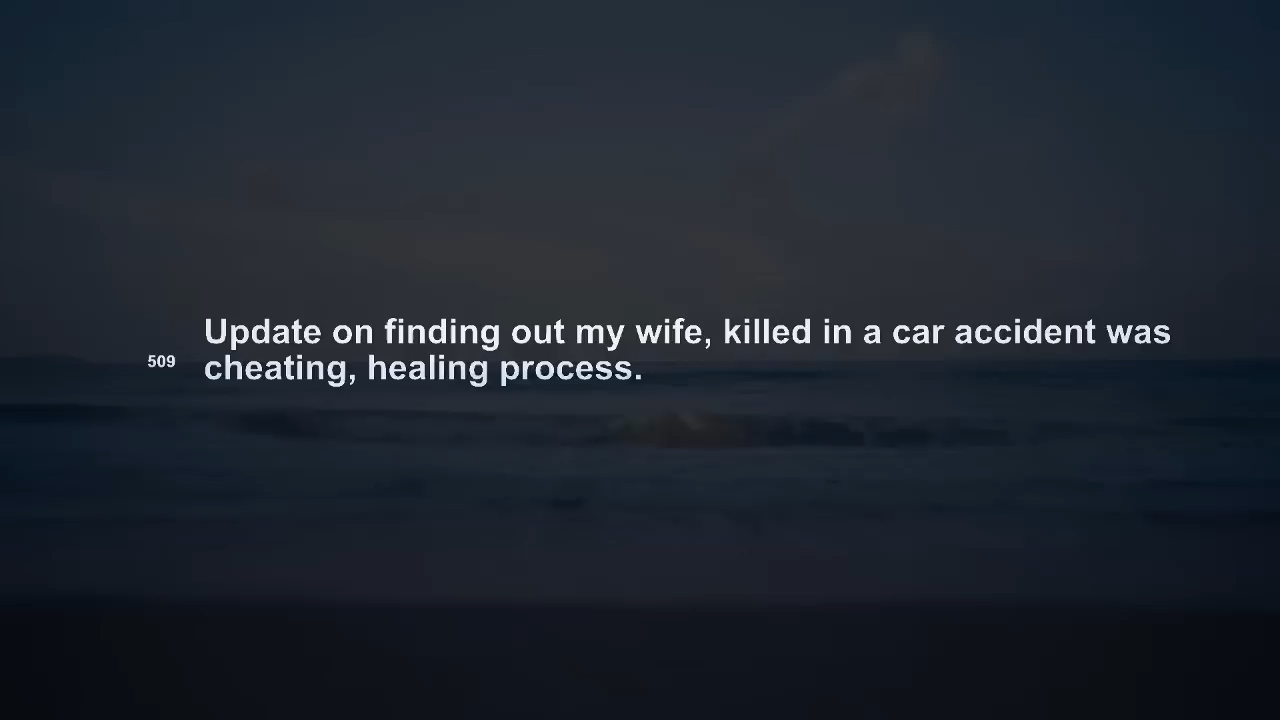 Update on finding out my wife, killed in a car accident was
509
cheating, healing process.